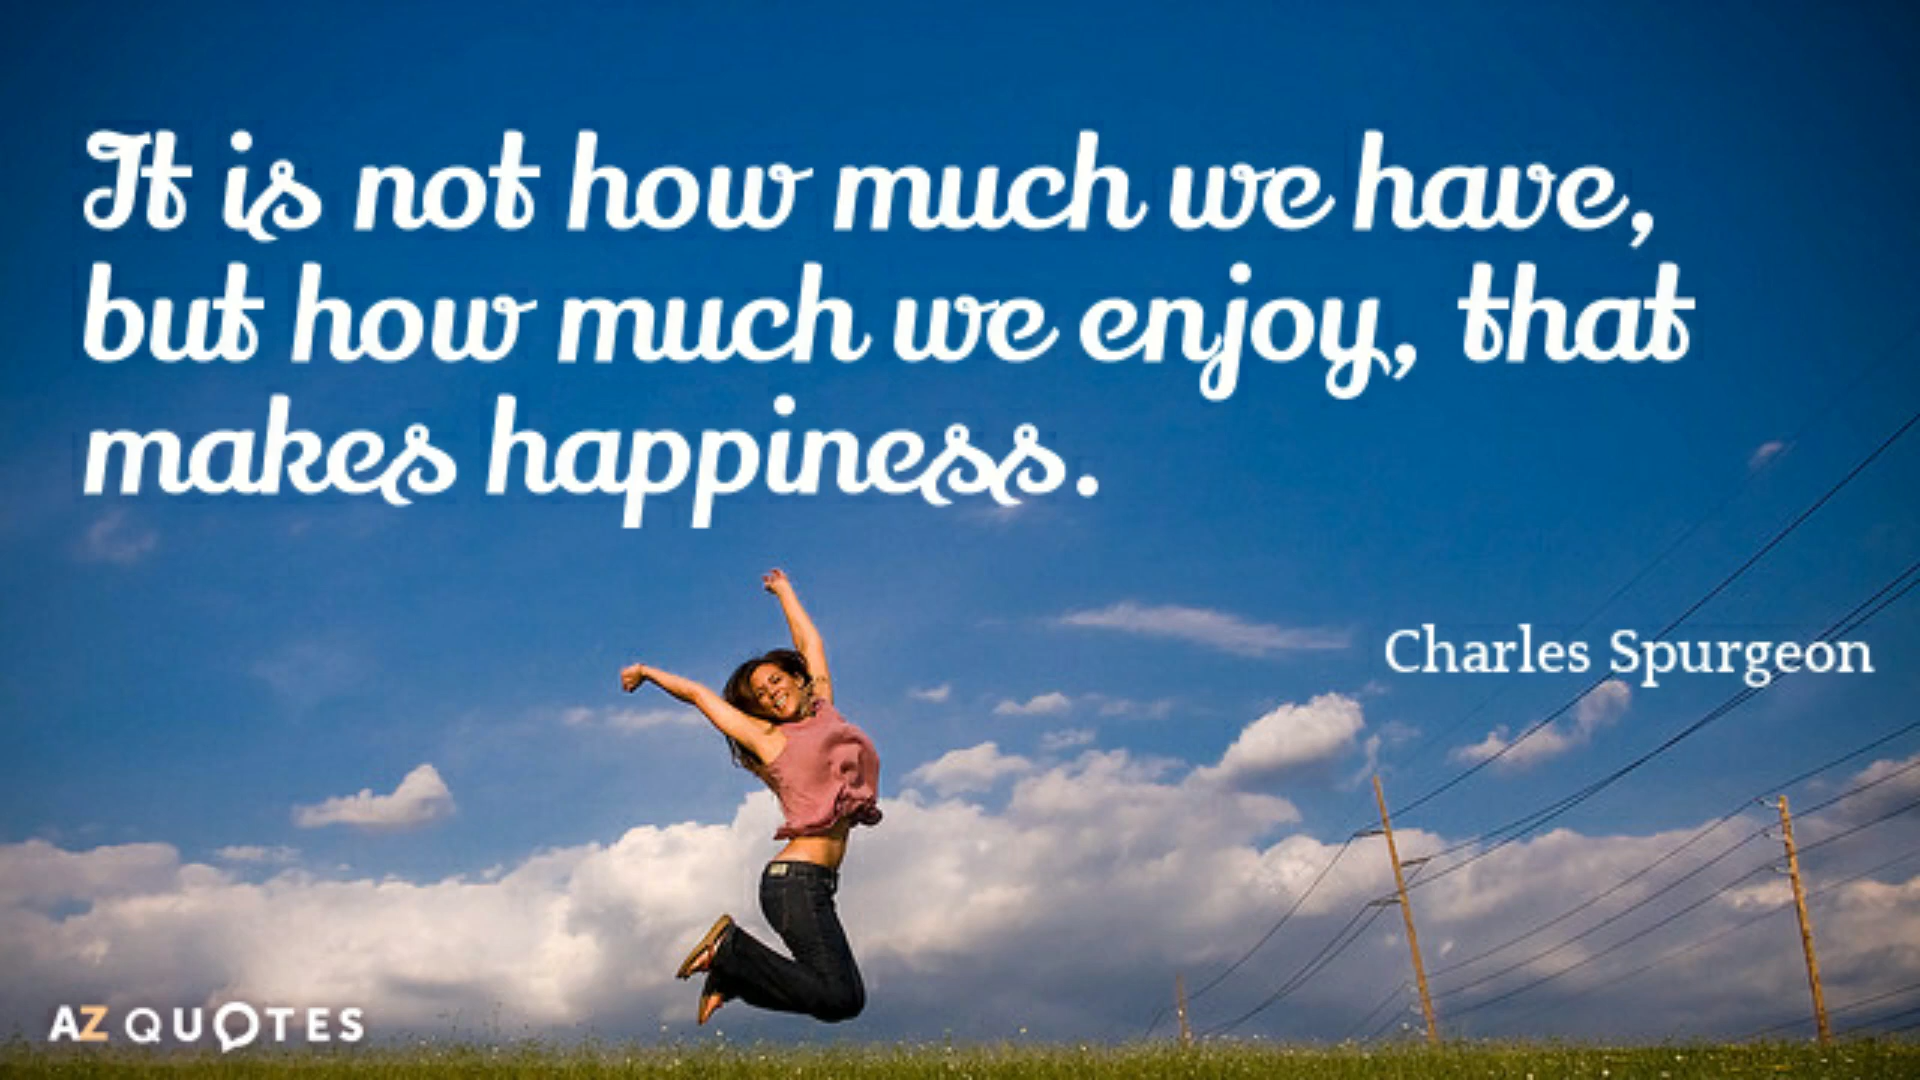 It is not how much we have,
but how much we enjoy, that
makes happiness.
Charles Spurgeon
AZ QUOTES